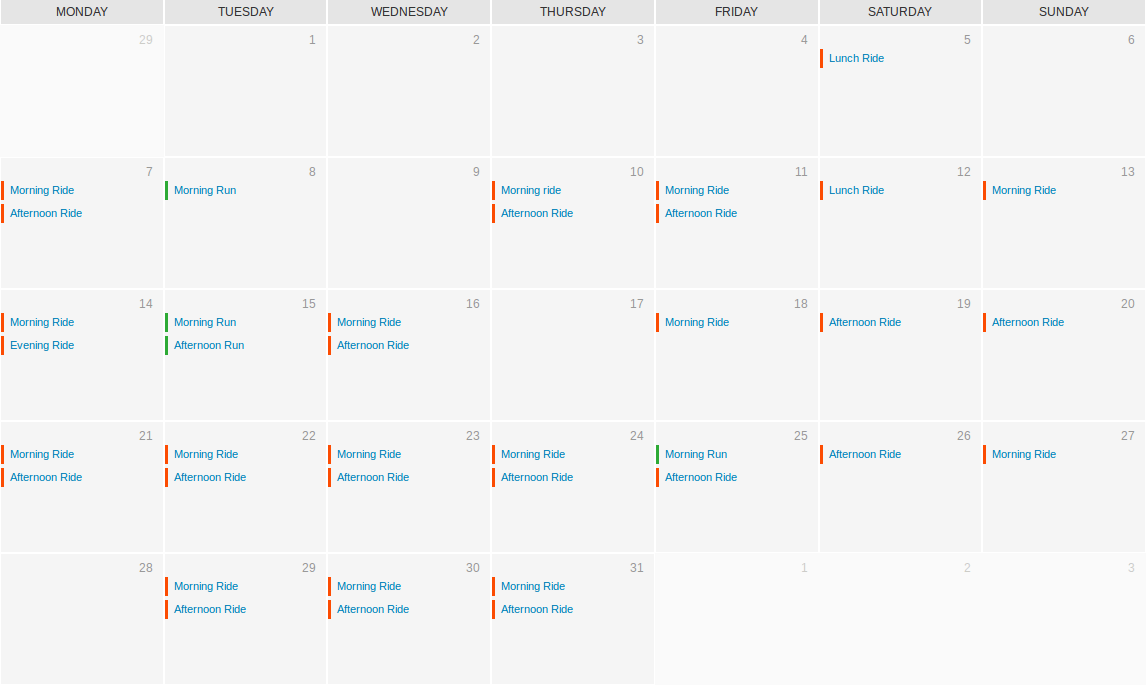 MONDAY TUESDAY WEDNESDAY THURSDAY FRIDAY SATURDAY SUNDAY
29 1 2 3 4 5 6
Lunch Ride
7 8 9 10 11 12 13
Morning Ride Morning Run Morning ride Morning Ride Lunch Ride Morning Ride
Afternoon Ride Afternoon Ride Afternoon Ride
14 15 16 17 18 19 20
Morning Ride Morning Run Morning Ride Morning Ride Afternoon Ride Afternoon Ride
Evening Ride Afternoon Run Afternoon Ride
21 22 23 24 25 26 27
Morning Ride Morning Ride Morning Ride Morning Ride Morning Run Afternoon Ride Morning Ride
Afternoon Ride Afternoon Ride Afternoon Ride Afternoon Ride Afternoon Ride
28 29 30 31 1 2 3
Morning Ride Morning Ride Morning Ride
Afternoon Ride Afternoon Ride Afternoon Ride